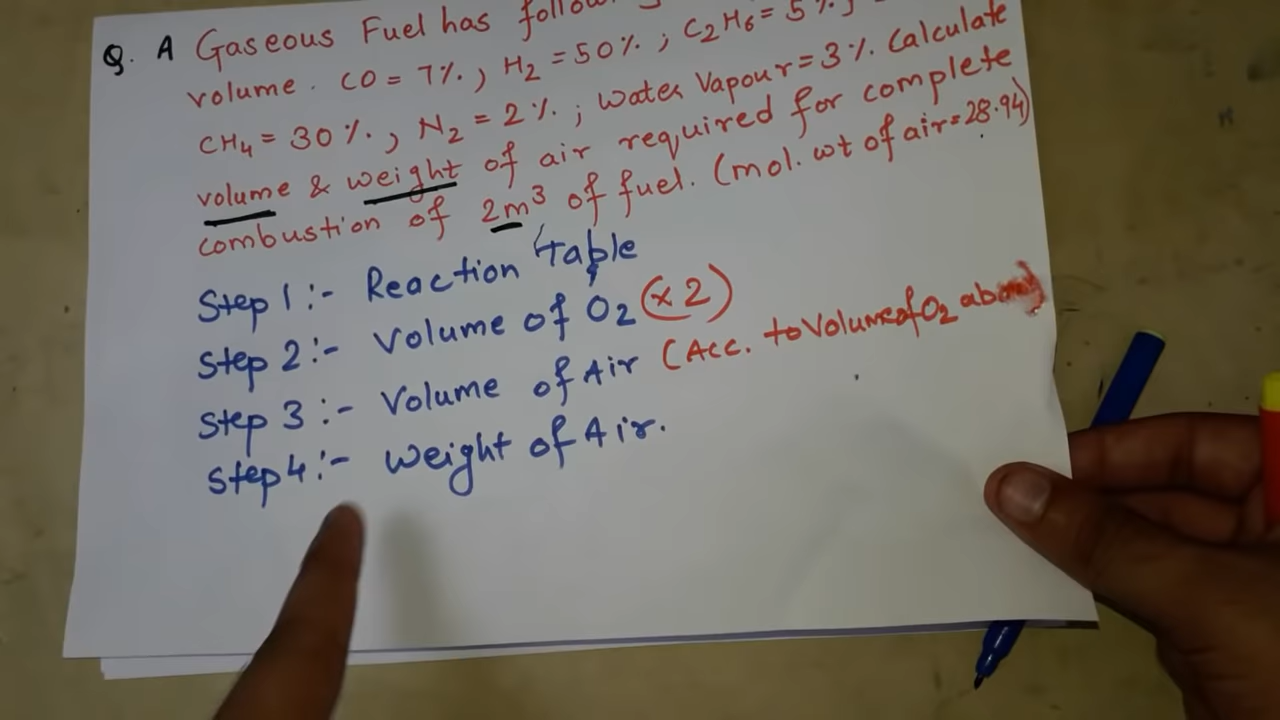 Q. A Gaseous Fuel has
volume. CO = 7%., H2 = 50%. ; C2H6 = 5%.
CH4 = 30%., N2 = 2%. ; Water Vapour = 3%. Calculate
volume & weight of air required for complete
combustion of 2m³ of fuel. (mol. wt of air=28.94)
Step 1 :- Reaction Table
Step 2 :- Volume of O2 (x2)
Step 3 :- Volume of Air (Acc. to Volume of O2
Step 4 :- Weight of Air.